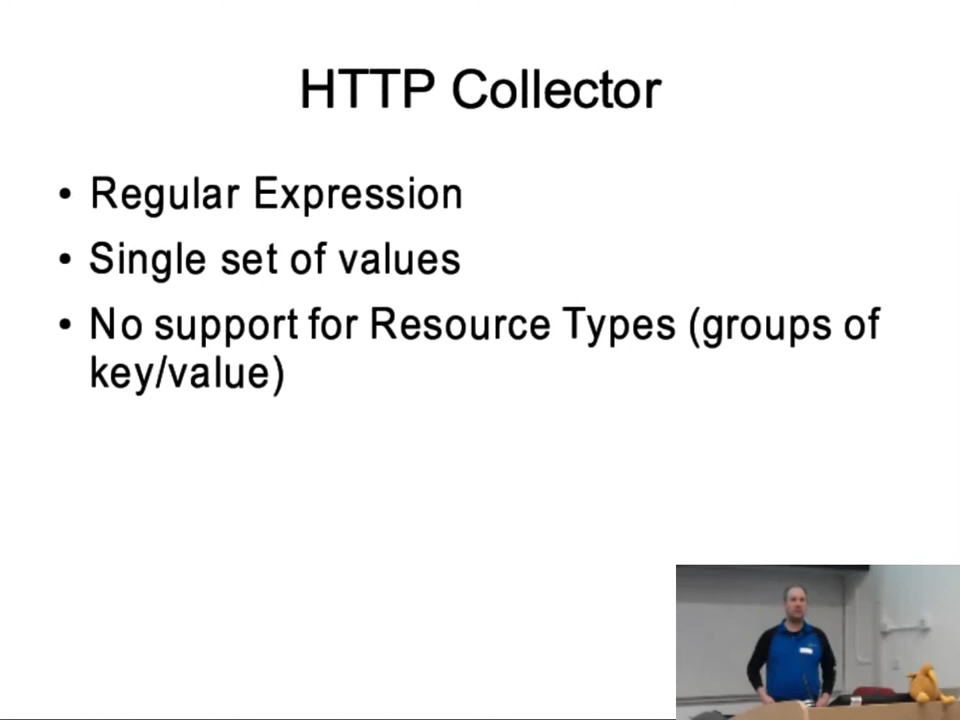 HTTP Collector
• Regular Expression
• Single set of values
• No support for Resource Types (groups of
key/value)